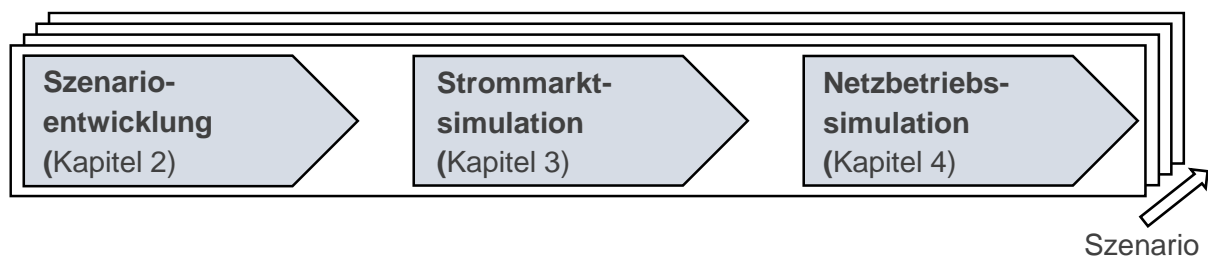 Szenario-
entwicklung
(Kapitel 2)
Strommarkt-
simulation
(Kapitel 3)
Netzbetriebs-
simulation
(Kapitel 4)
Szenario